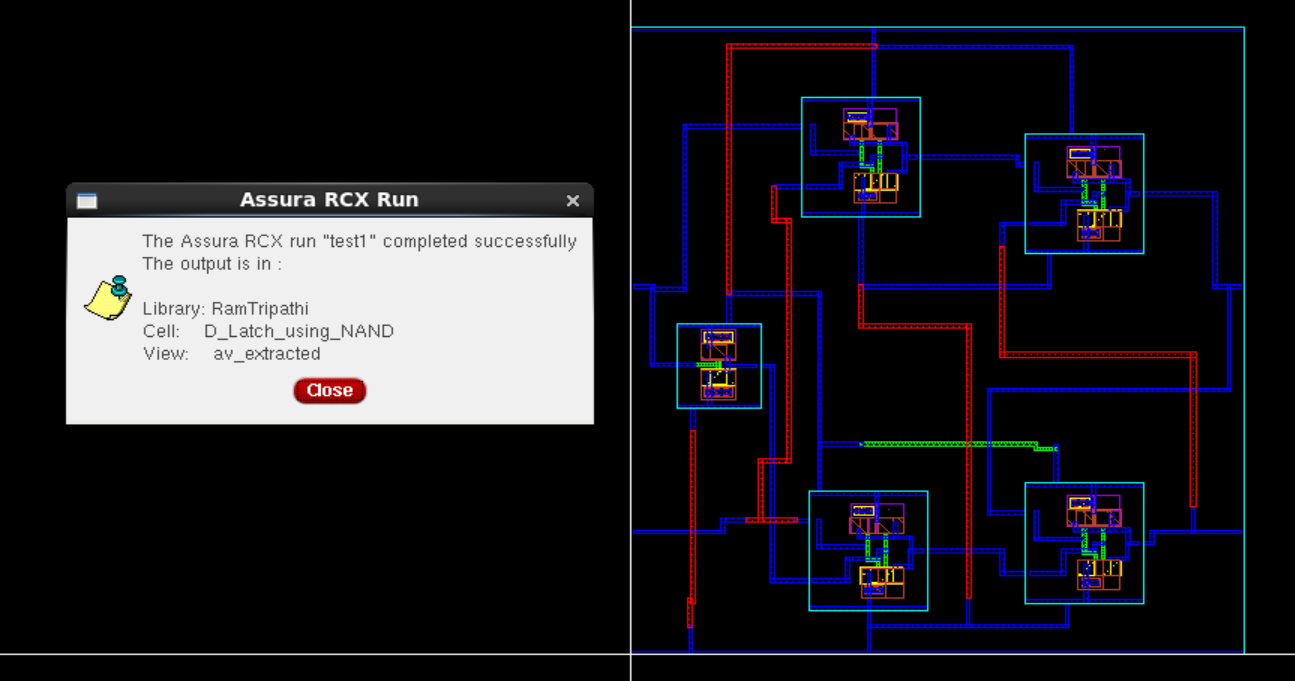 Assura RCX Run
The Assura RCX run "test1" completed successfully
The output is in :
Library: RamTripathi
Cell: D_Latch_using_NAND
View: av_extracted
Close